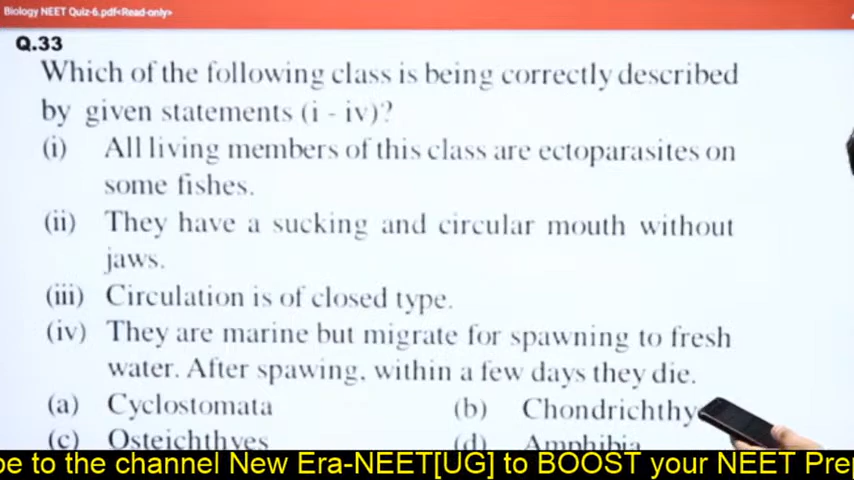 Biology NEET Quiz-6.pdf<Read-only>
Q.33
Which of the following class is being correctly described
by given statements (i - iv)?
(i) All living members of this class are ectoparasites on
some fishes.
(ii) They have a sucking and circular mouth without
jaws.
(iii) Circulation is of closed type.
(iv) They are marine but migrate for spawning to fresh
water. After spawing, within a few days they die.
(a) Cyclostomata (b) Chondrichthy
(c) Osteichthyes (d) Amphibia
be to the channel New Era-NEET[UG] to BOOST your NEET Prep